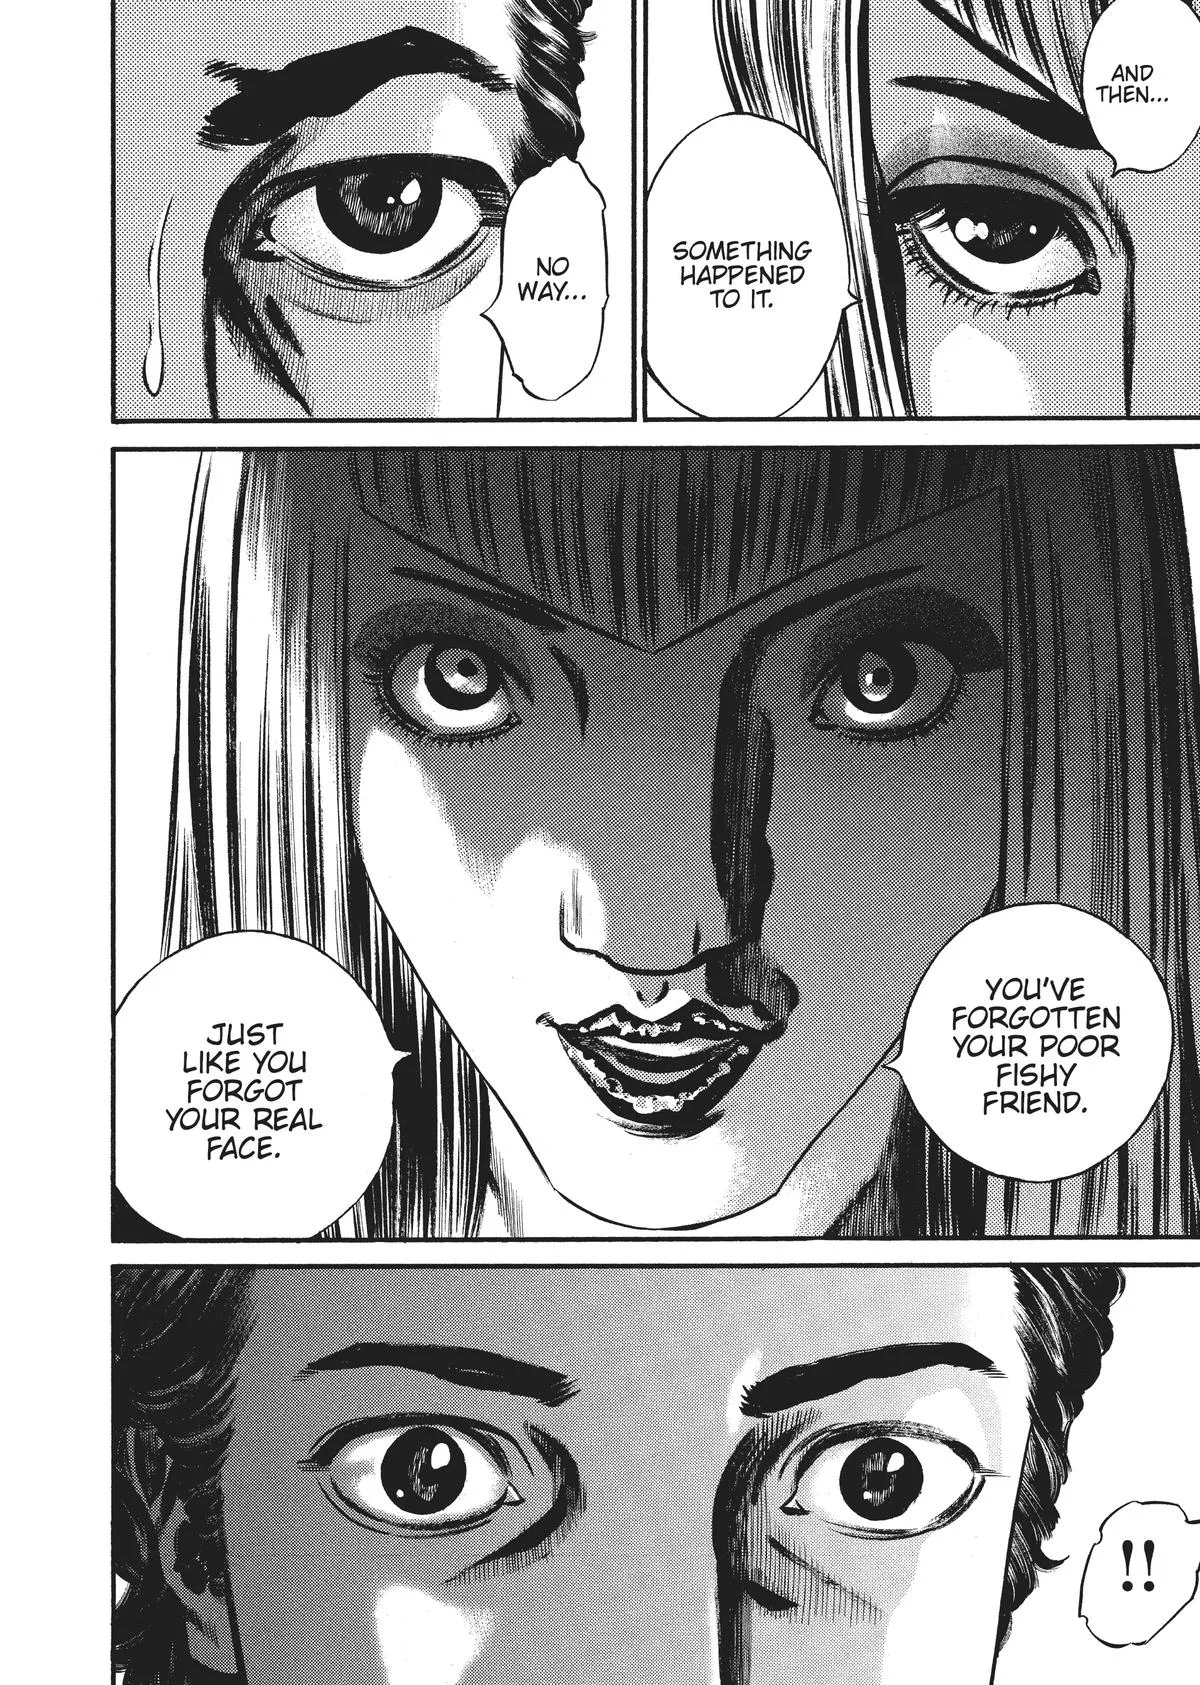 AND
THEN...
SOMETHING
HAPPENED
TO IT.
NO
WAY...
YOU'VE
FORGOTTEN
YOUR POOR
FISHY
FRIEND.
JUST
LIKE YOU
FORGOT
YOUR REAL
FACE.
!!